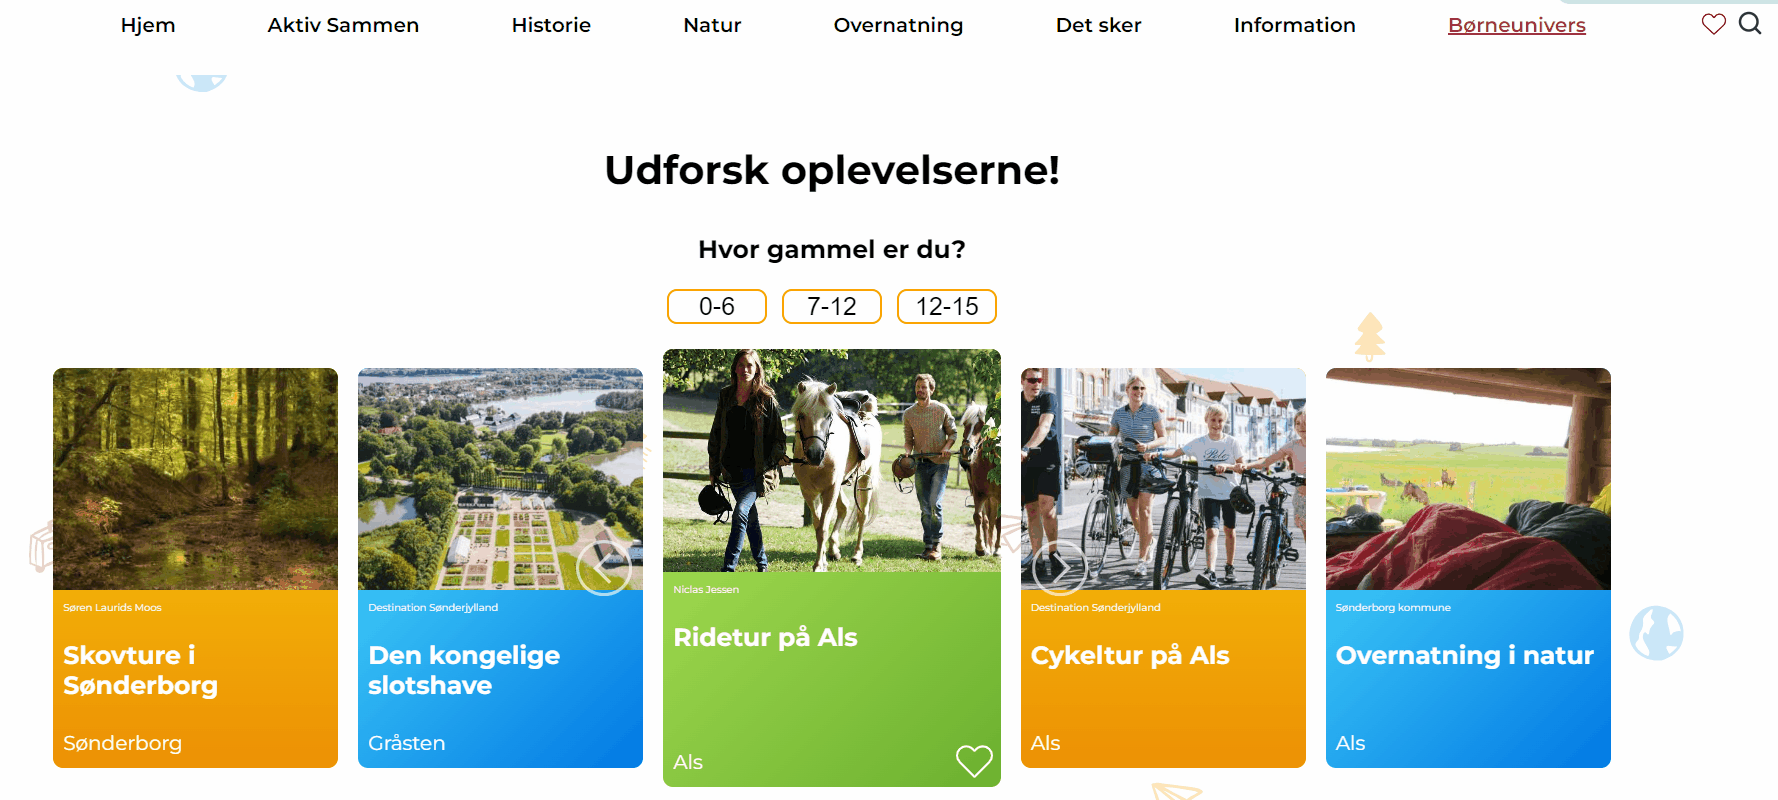 Hjem Aktiv Sammen Historie Natur Overnatning Det sker Information Børneunivers
Udforsk oplevelserne!
Hvor gammel er du?
0-6 7-12 12-15
Søren Laurids Moos
Skovture i
Sønderborg
Sønderborg
Destination Sønderjylland
Den kongelige
slotshave
Gråsten
Niclas Jessen
Ridetur på Als
Als
Destination Sønderjylland
Cykeltur på Als
Als
Sønderborg kommune
Overnatning i natur
Als